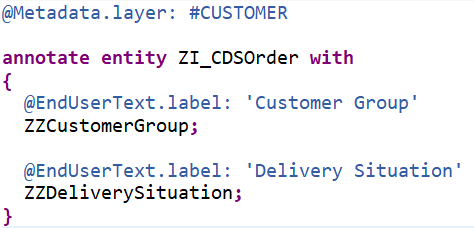 @Metadata.layer: #CUSTOMER
annotate entity ZI_CDSOrder with
{
@EndUserText.label: 'Customer Group'
ZZCustomerGroup;
@EndUserText.label: 'Delivery Situation'
ZZDeliverySituation;
}